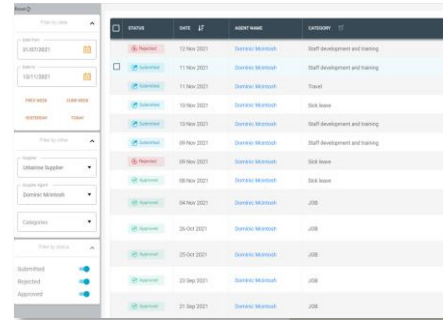 Reset
Filter by date
Date from
31/07/2021
Date to
13/11/2021
PREV WEEK CURR WEEK
YESTERDAY TODAY
Filter by other
Supplier
Urbanise Supplier
Supplier Agent
Dominic McIntosh
Categories
Filter by status
Submitted
Rejected
Approved
STATUS DATE AGENT NAME CATEGORY
Rejected 12 Nov 2021 Dominic McIntosh Staff development and training
Submitted 11 Nov 2021 Dominic McIntosh Staff development and training
Submitted 11 Nov 2021 Dominic McIntosh Travel
Submitted 10 Nov 2021 Dominic McIntosh Sick leave
Submitted 10 Nov 2021 Dominic McIntosh Staff development and training
Submitted 09 Nov 2021 Dominic McIntosh Staff development and training
Rejected 09 Nov 2021 Dominic McIntosh Sick leave
Approved 08 Nov 2021 Dominic McIntosh Sick leave
Approved 04 Nov 2021 Dominic McIntosh JOB
Approved 26 Oct 2021 Dominic McIntosh JOB
Approved 25 Oct 2021 Dominic McIntosh JOB
Approved 23 Sep 2021 Dominic McIntosh JOB
Approved 21 Sep 2021 Dominic McIntosh JOB